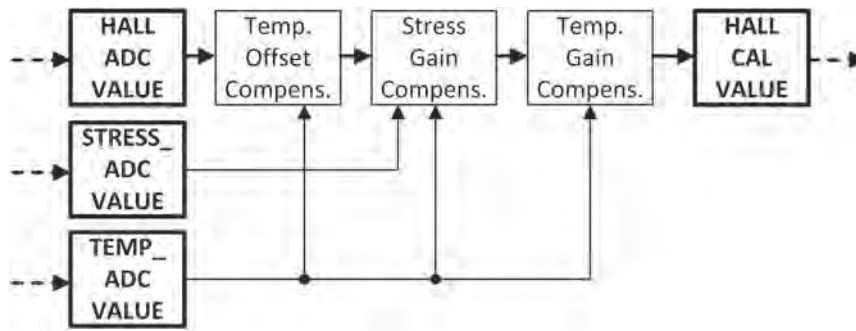 HALL
ADC
VALUE
Temp.
Offset
Compens.
Stress
Gain
Compens.
Temp.
Gain
Compens.
HALL
CAL
VALUE
STRESS_
ADC
VALUE
TEMP_
ADC
VALUE